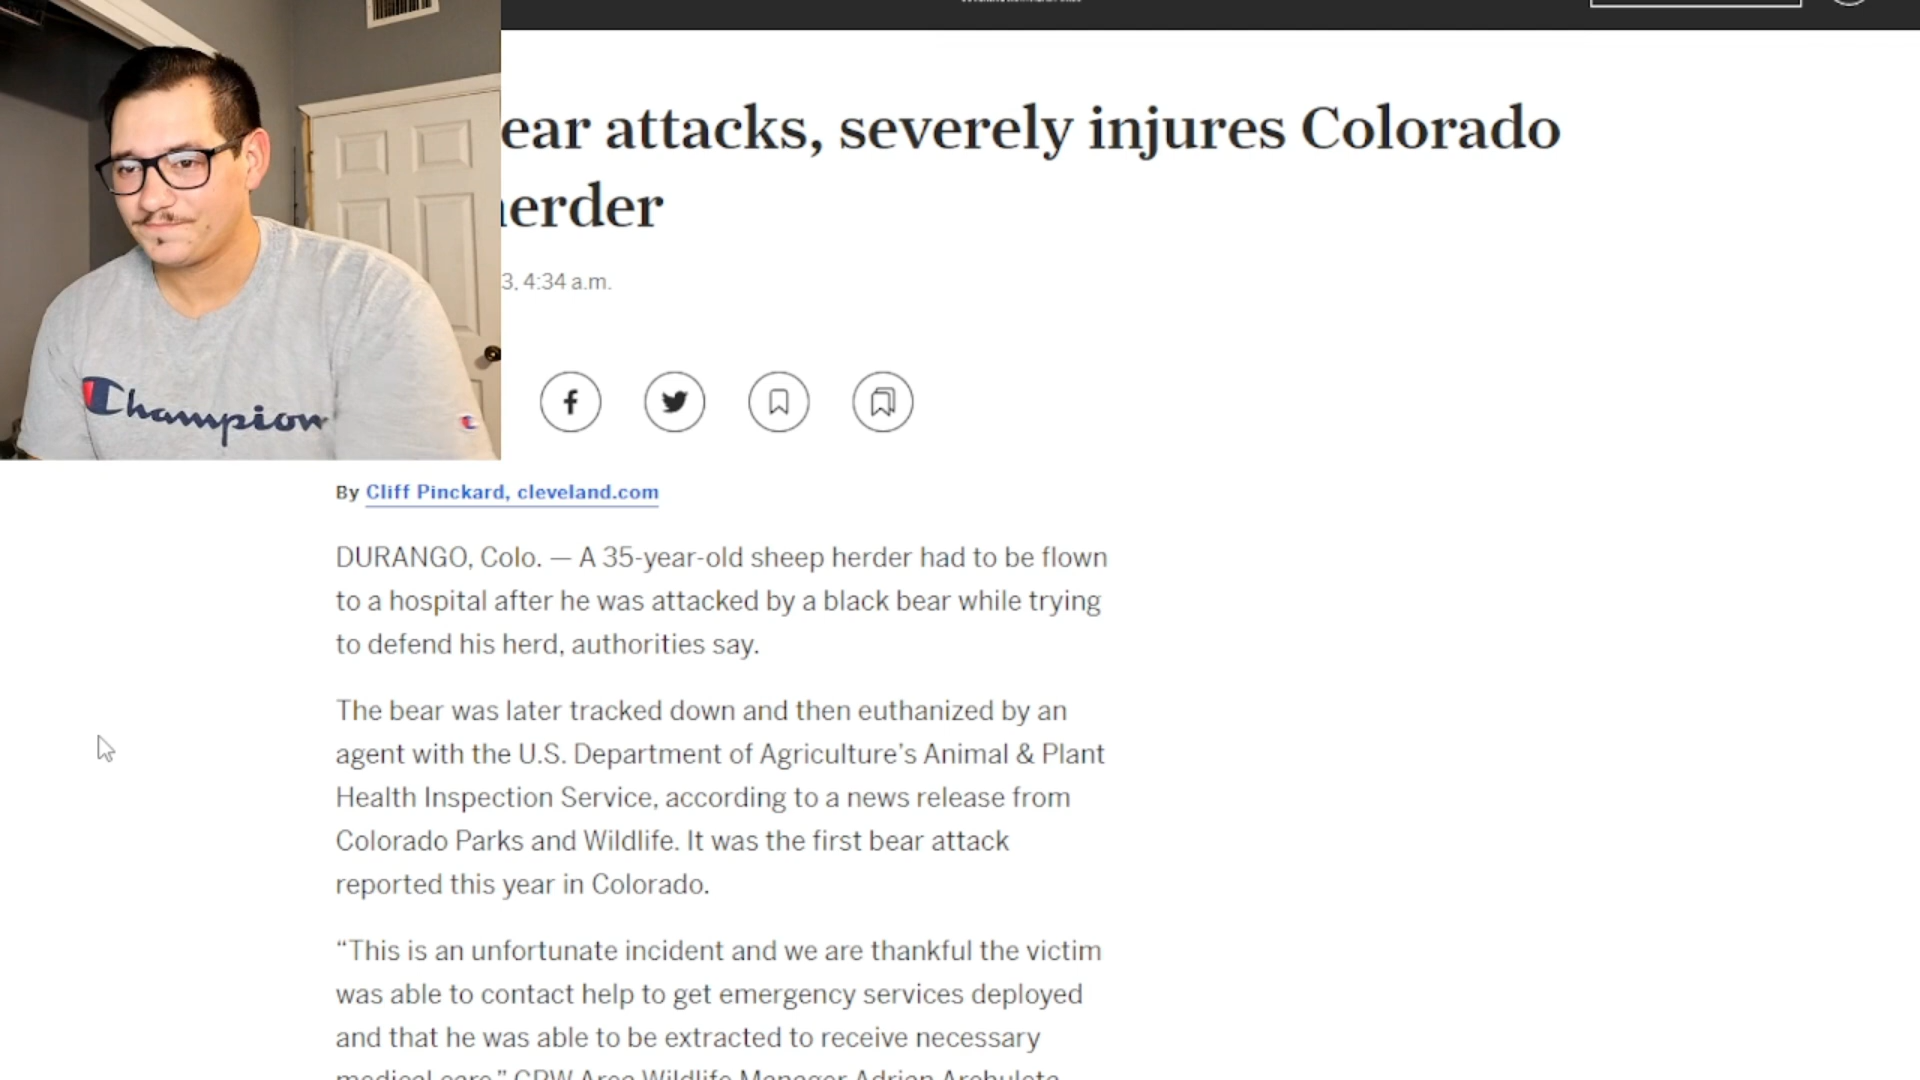 ear attacks, severely injures Colorado
herder
3, 4:34 a.m.
Champion
By Cliff Pinckard, cleveland.com
DURANGO, Colo. — A 35-year-old sheep herder had to be flown
to a hospital after he was attacked by a black bear while trying
to defend his herd, authorities say.
The bear was later tracked down and then euthanized by an
agent with the U.S. Department of Agriculture’s Animal & Plant
Health Inspection Service, according to a news release from
Colorado Parks and Wildlife. It was the first bear attack
reported this year in Colorado.
“This is an unfortunate incident and we are thankful the victim
was able to contact help to get emergency services deployed
and that he was able to be extracted to receive necessary
medical care,” CPW Area Wildlife Manager Adrian Archuleta